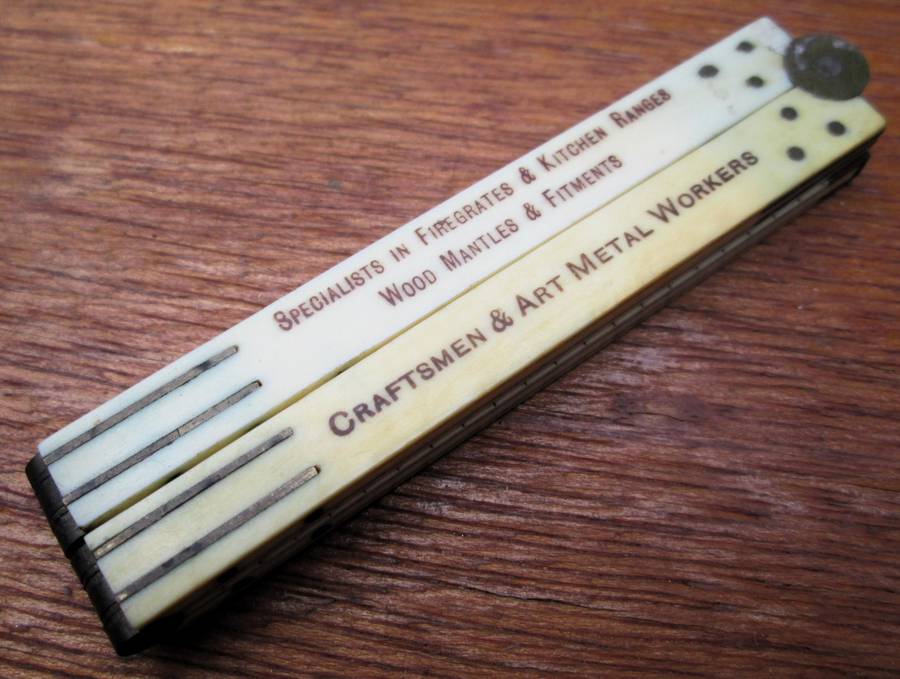 Specialists in Firegrates & Kitchen Ranges
Wood Mantles & Fitments
Craftsmen & Art Metal Workers